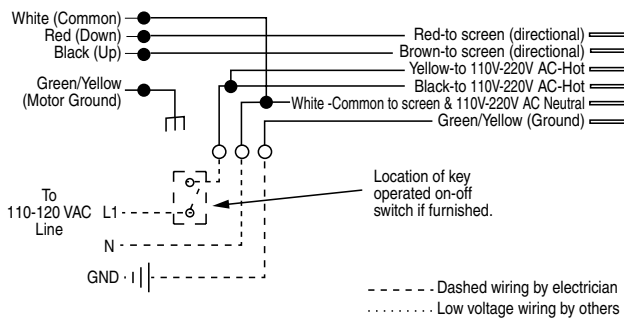 White (Common)
Red (Down)
Black (Up)
Green/Yellow
(Motor Ground)
Red-to screen (directional)
Brown-to screen (directional)
Yellow-to 110V-220V AC-Hot
Black-to 110V-220V AC-Hot
White -Common to screen & 110V-220V AC Neutral
Green/Yellow (Ground)
Location of key
operated on-off
switch if furnished.
To
110-120 VAC
Line
L1
N
GND
Dashed wiring by electrician
Low voltage wiring by others